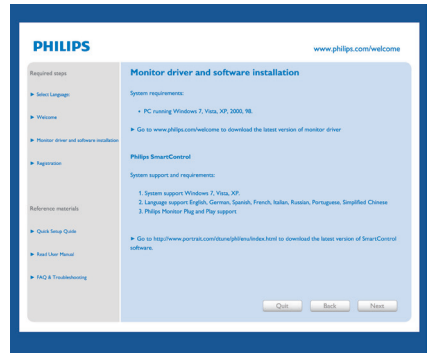 PHILIPS
www.philips.com/welcome
Required steps
► Select Language:
► Welcome
► Monitor driver and software installation
► Registration
Reference materials
► Quick Setup Guide
► Read User Manual
► FAQ & Troubleshooting
Monitor driver and software installation
System requirements:
• PC running Windows 7, Vista, XP, 2000, 98.
► Go to www.philips.com/welcome to download the latest version of monitor driver
Philips SmartControl
System support and requirements:
1. System support Windows 7, Vista, XP.
2. Language support English, German, Spanish, French, Italian, Russian, Portuguese, Simplified Chinese
3. Philips Monitor Plug and Play support
► Go to http://www.portrait.com/dtune/phl/enu/index.html to download the latest version of SmartControl
software.
Quit
Back
Next